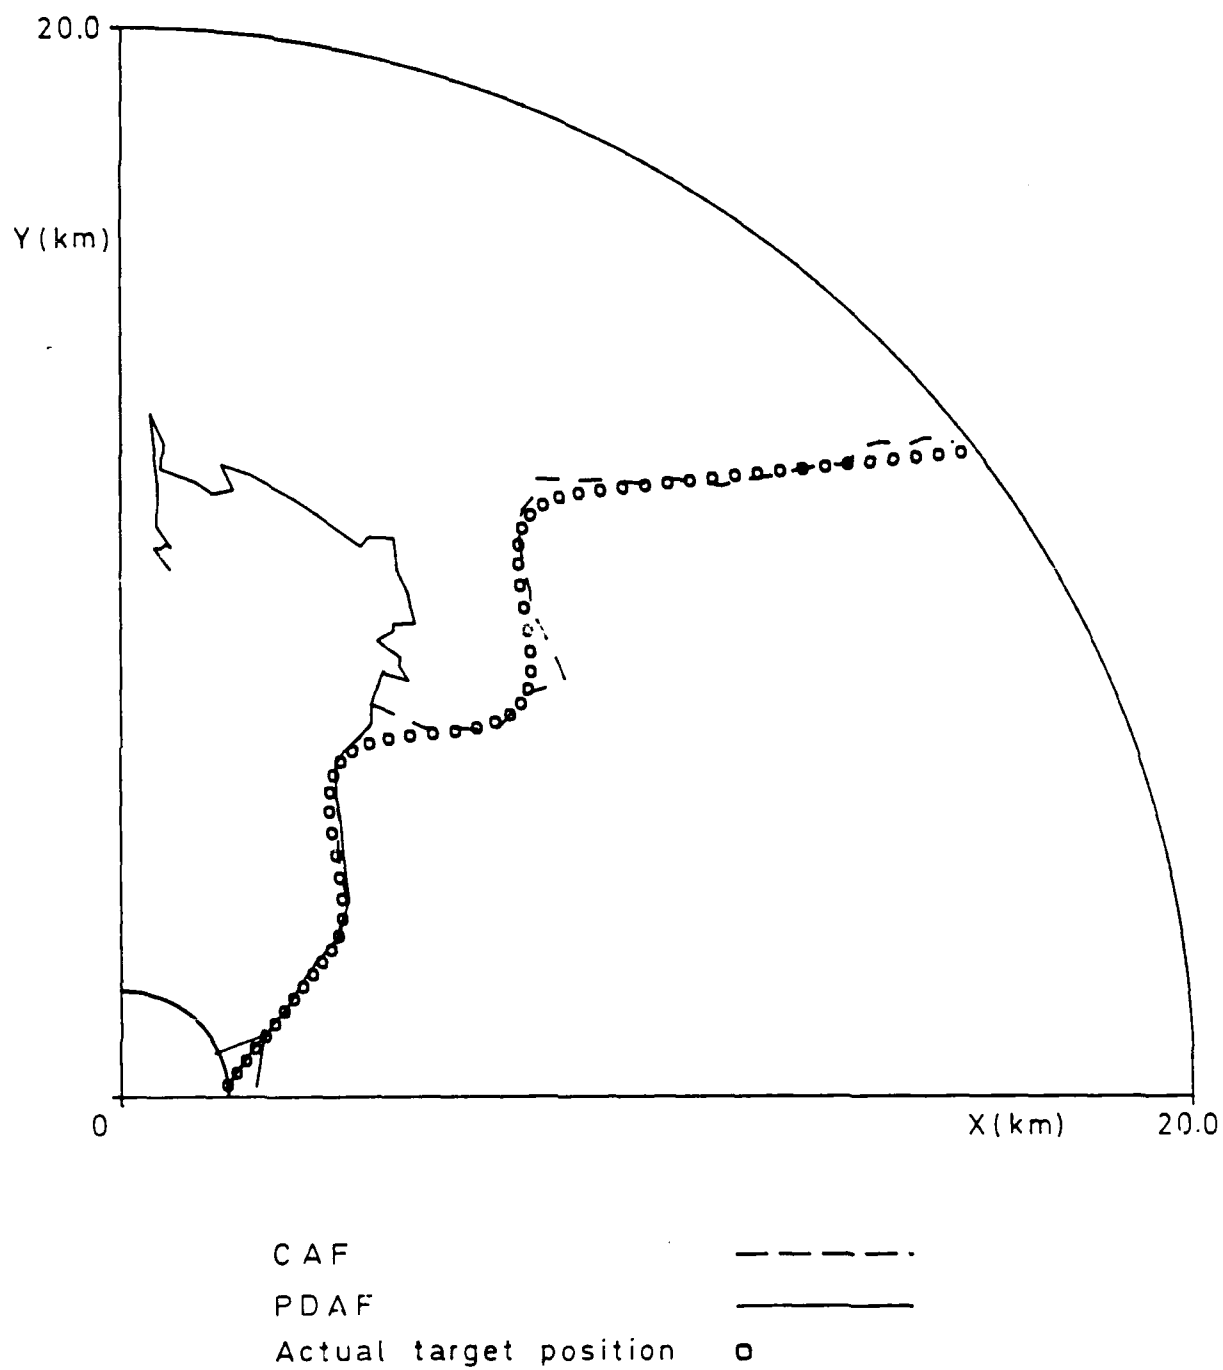 20.0
Y(km)
0
X(km)
20.0
CAF
PDAF
Actual target position